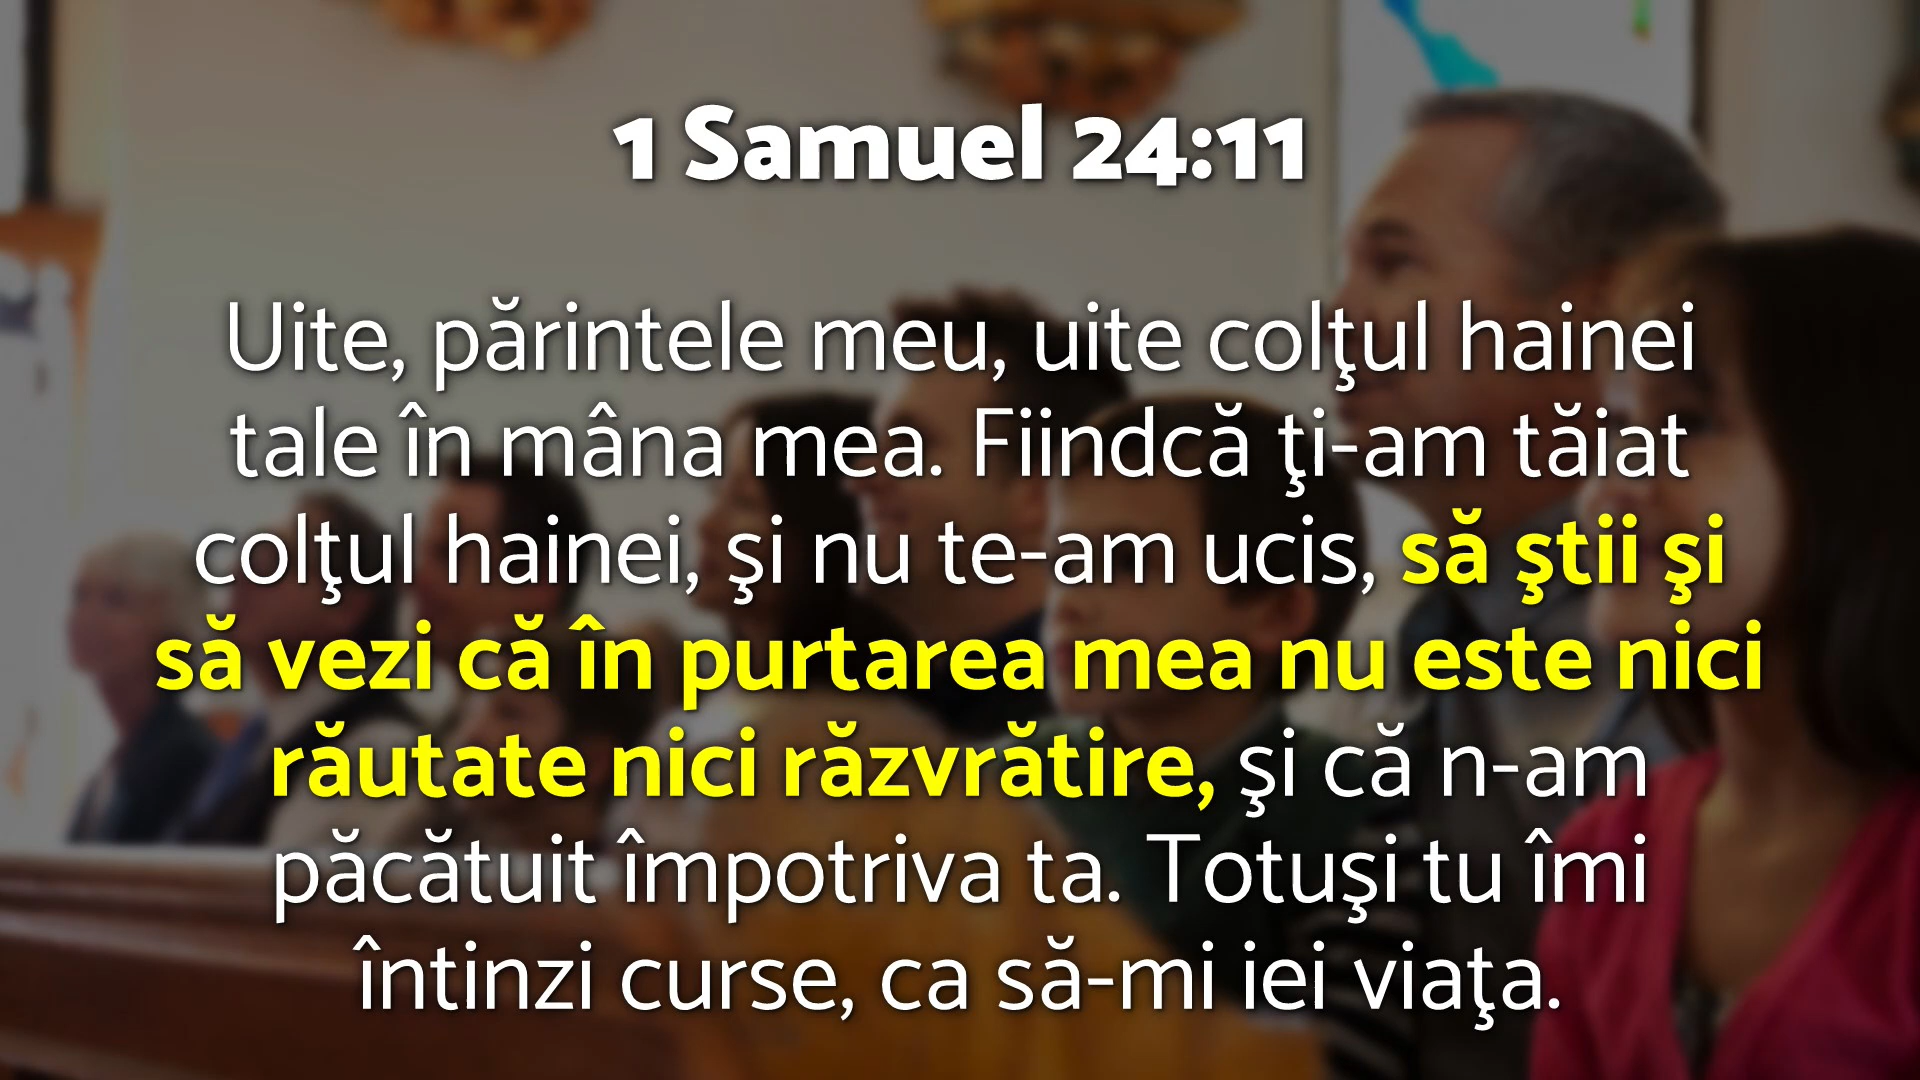 1 Samuel 24:11
Uite, părintele meu, uite colţul hainei
tale în mâna mea. Fiindcă ţi-am tăiat
colţul hainei, şi nu te-am ucis, să ştii şi
să vezi că în purtarea mea nu este nici
răutate nici răzvrătire, şi că n-am
păcătuit împotriva ta. Totuşi tu îmi
întinzi curse, ca să-mi iei viaţa.